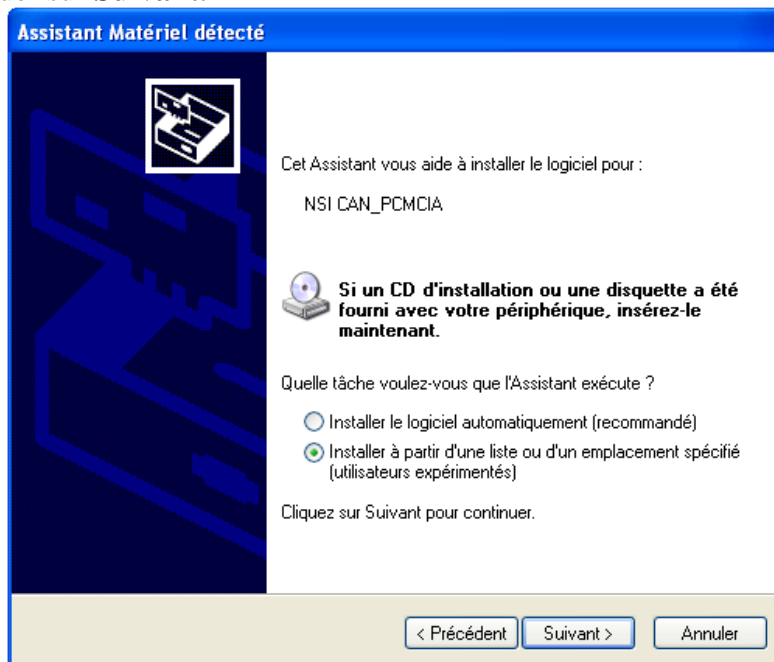 Assistant Matériel détecté
Cet Assistant vous aide à installer le logiciel pour :
NSI CAN_PCMCIA
Si un CD d'installation ou une disquette a été
fourni avec votre périphérique, insérez-le
maintenant.
Quelle tâche voulez-vous que l'Assistant exécute ?
Installer le logiciel automatiquement (recommandé)
Installer à partir d'une liste ou d'un emplacement spécifié
(utilisateurs expérimentés)
Cliquez sur Suivant pour continuer.
< Précédent Suivant > Annuler